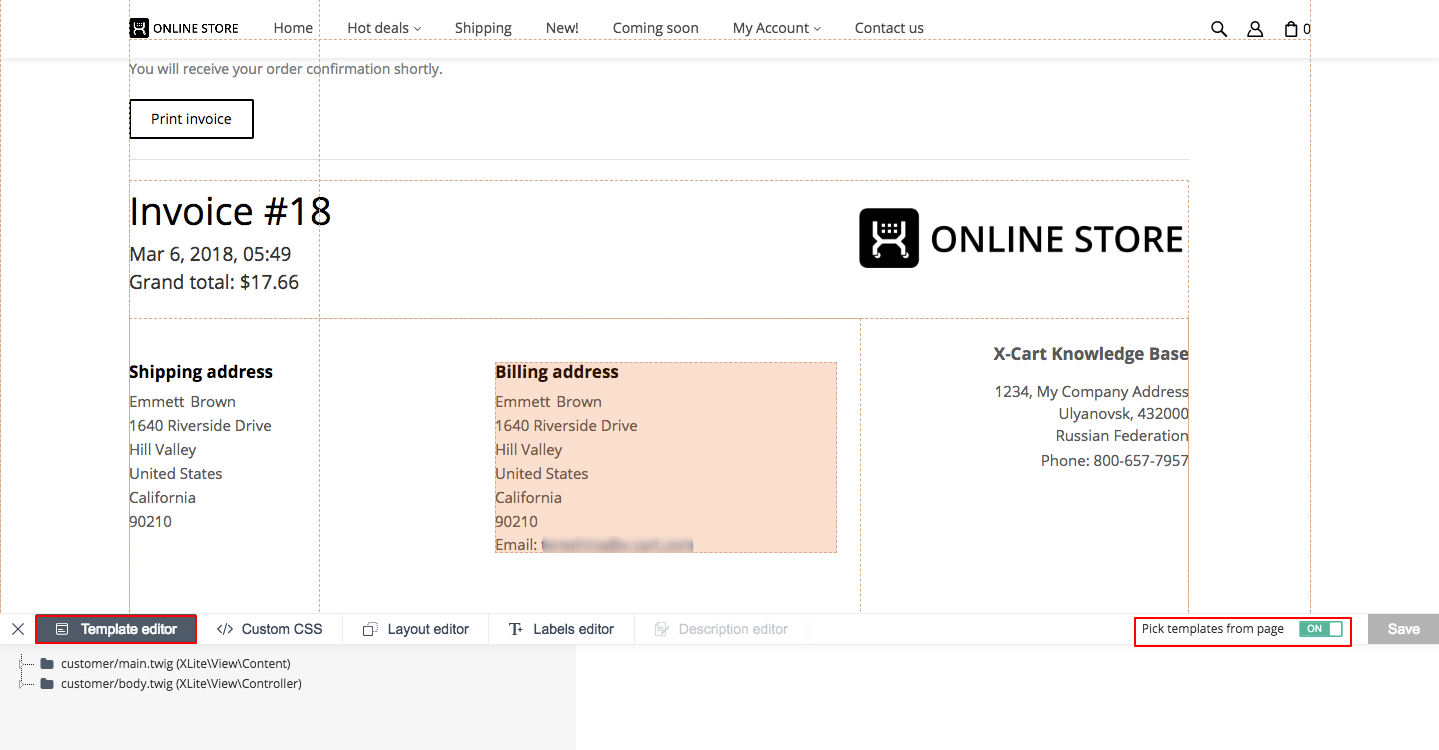 ONLINE STORE Home Hot deals Shipping New! Coming soon My Account Contact us 0
You will receive your order confirmation shortly.
Print invoice
Invoice #18
Mar 6, 2018, 05:49
Grand total: $17.66
ONLINE STORE
Shipping address
Emmett Brown
1640 Riverside Drive
Hill Valley
United States
California
90210
Billing address
Emmett Brown
1640 Riverside Drive
Hill Valley
United States
California
90210
Email:
X-Cart Knowledge Base
1234, My Company Address
Ulyanovsk, 432000
Russian Federation
Phone: 800-657-7957
Template editor </> Custom CSS Layout editor Labels editor Description editor Pick templates from page ON Save
customer/main.twig (XLite\View\Content)
customer/body.twig (XLite\View\Controller)